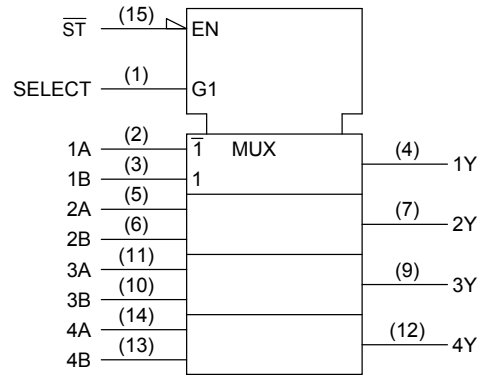 S̅T̅ (15) EN
SELECT (1) G1
1A (2) 1̅ MUX (4) 1Y
1B (3) 1
2A (5) (7) 2Y
2B (6)
3A (11) (9) 3Y
3B (10)
4A (14) (12) 4Y
4B (13)